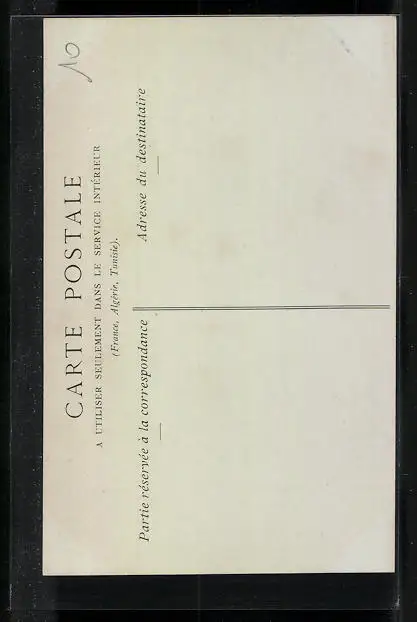 10
CARTE POSTALE
A UTILISER SEULEMENT DANS LE SERVICE INTÉRIEUR
(France, Algérie, Tunisie).
Partie réservée à la correspondance
Adresse du destinataire